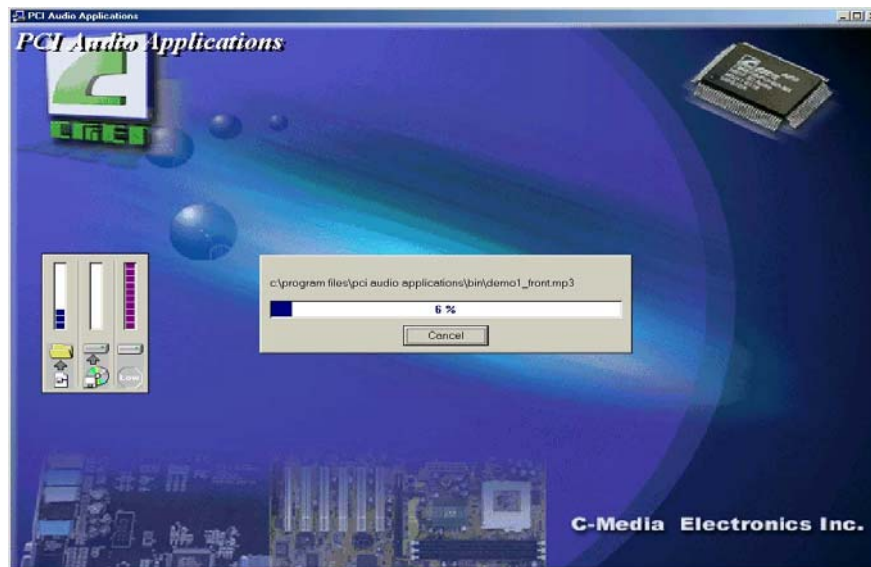 PCI Audio Applications
PCI Audio Applications
c:\program files\pci audio applications\bin\demo1_front.mp3
6 %
Cancel
Low
C-Media Electronics Inc.